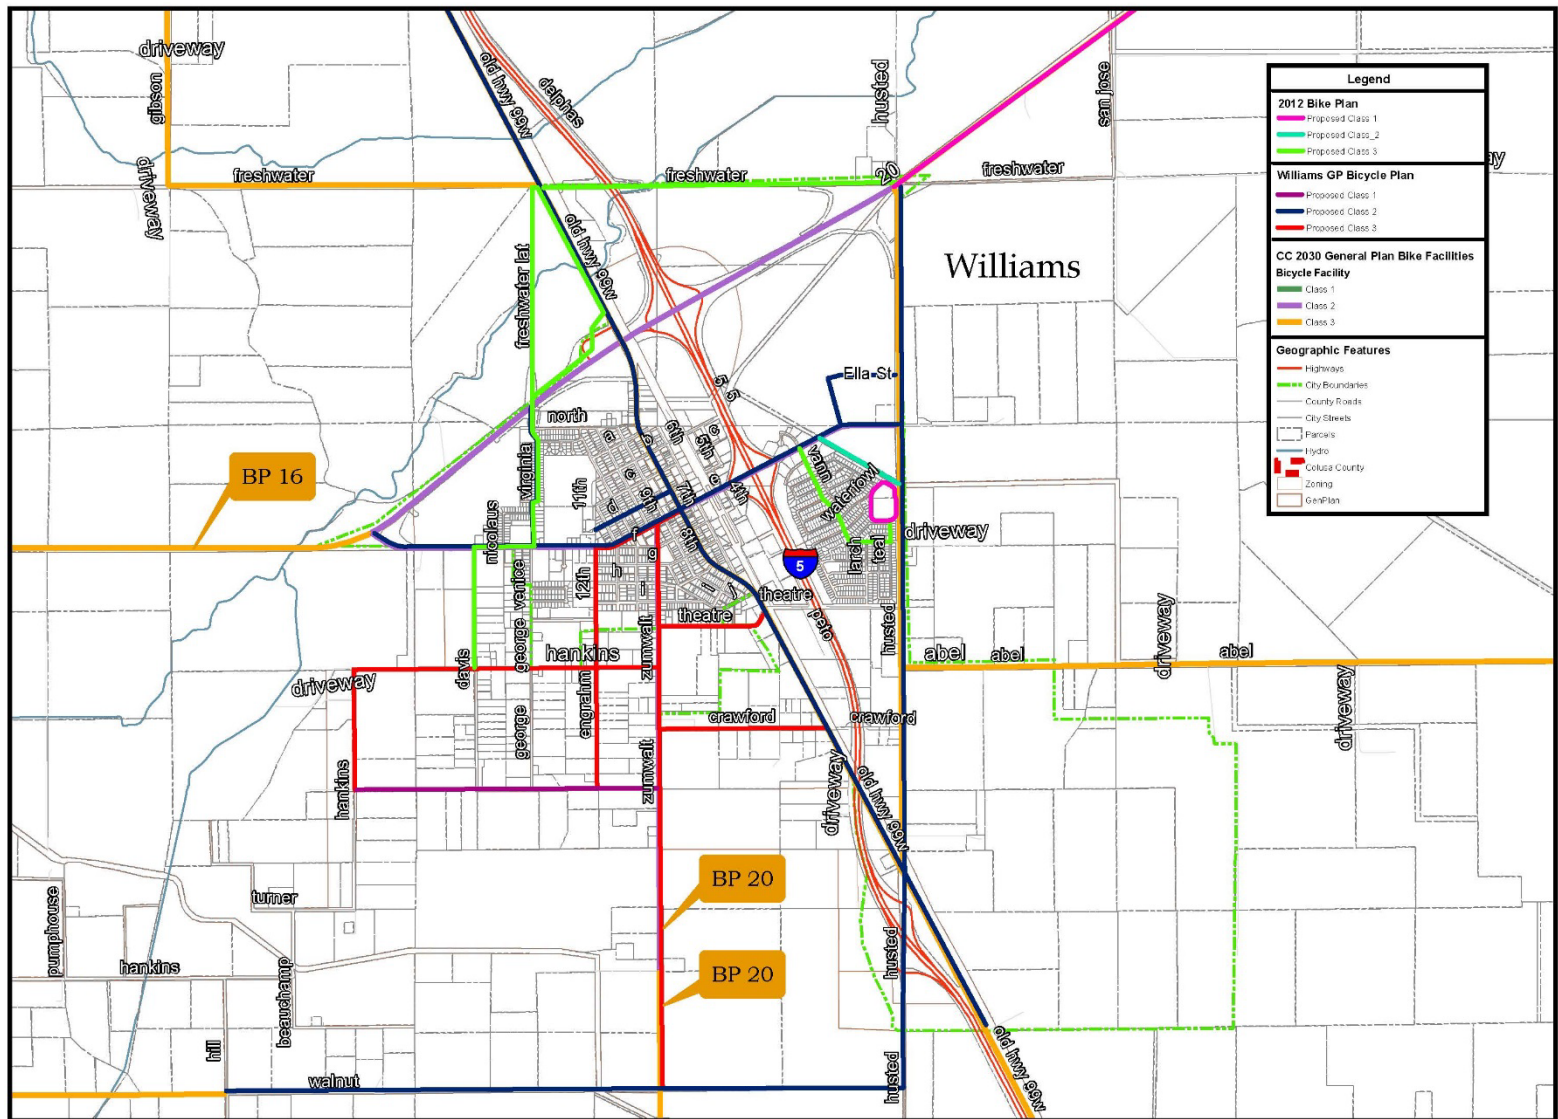 driveway
gibson
old hwy 99w
delphas
husted
san jose
driveway
freshwater
freshwater
20
freshwater
way
old hwy 99w
freshwater lat
Williams
Legend
2012 Bike Plan
Proposed Class 1
Proposed Class_2
Proposed Class 3
Williams GP Bicycle Plan
Proposed Class 1
Proposed Class 2
Proposed Class 3
CC 2030 General Plan Bike Facilities
Bicycle Facility
Class 1
Class 2
Class 3
Geographic Features
Highways
City Boundaries
County Roads
City Streets
Parcels
Hydro
Colusa County
Zoning
GenPlan
5 5
Ella St
north
a
e
6th
5th
c
BP 16
virginia
11th
c
d
9th
7th
e
4th
vann
waterfowl
nicolaus
f
g
8th
driveway
larch
teal
5
12th
h
i
i
j
venice
theatre
theatre
peto
george
hankins
zumwalt
davis
husted
abel
abel
abel
driveway
driveway
engrahm
george
crawford
crawford
driveway
hankins
zumwalt
driveway
old hwy 99w
BP 20
turner
pumphouse
hankins
beauchamp
BP 20
husted
hill
walnut
husted
old hwy 99w